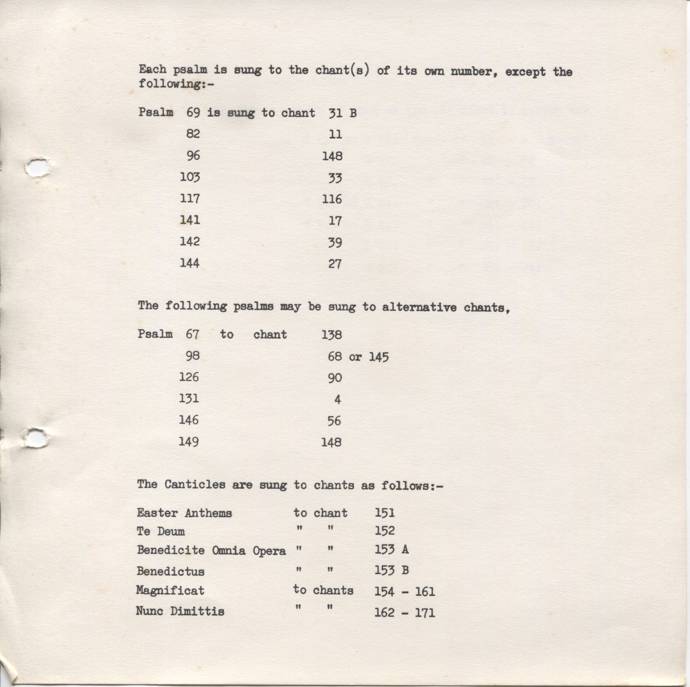 Each psalm is sung to the chant(s) of its own number, except the
following:-
Psalm 69 is sung to chant 31 B
82 11
96 148
103 33
117 116
141 17
142 39
144 27
The following psalms may be sung to alternative chants,
Psalm 67 to chant 138
98 68 or 145
126 90
131 4
146 56
149 148
The Canticles are sung to chants as follows:-
Easter Anthems to chant 151
Te Deum " " 152
Benedicite Omnia Opera " " 153 A
Benedictus " " 153 B
Magnificat to chants 154 - 161
Nunc Dimittis " " 162 - 171